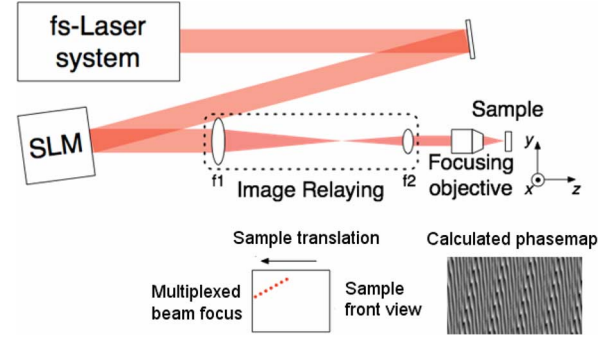 fs-Laser
system
SLM
f1
f2
Image Relaying
Sample
Focusing
objective
y
x
z
Sample translation
Multiplexed
beam focus
Sample
front view
Calculated phasemap